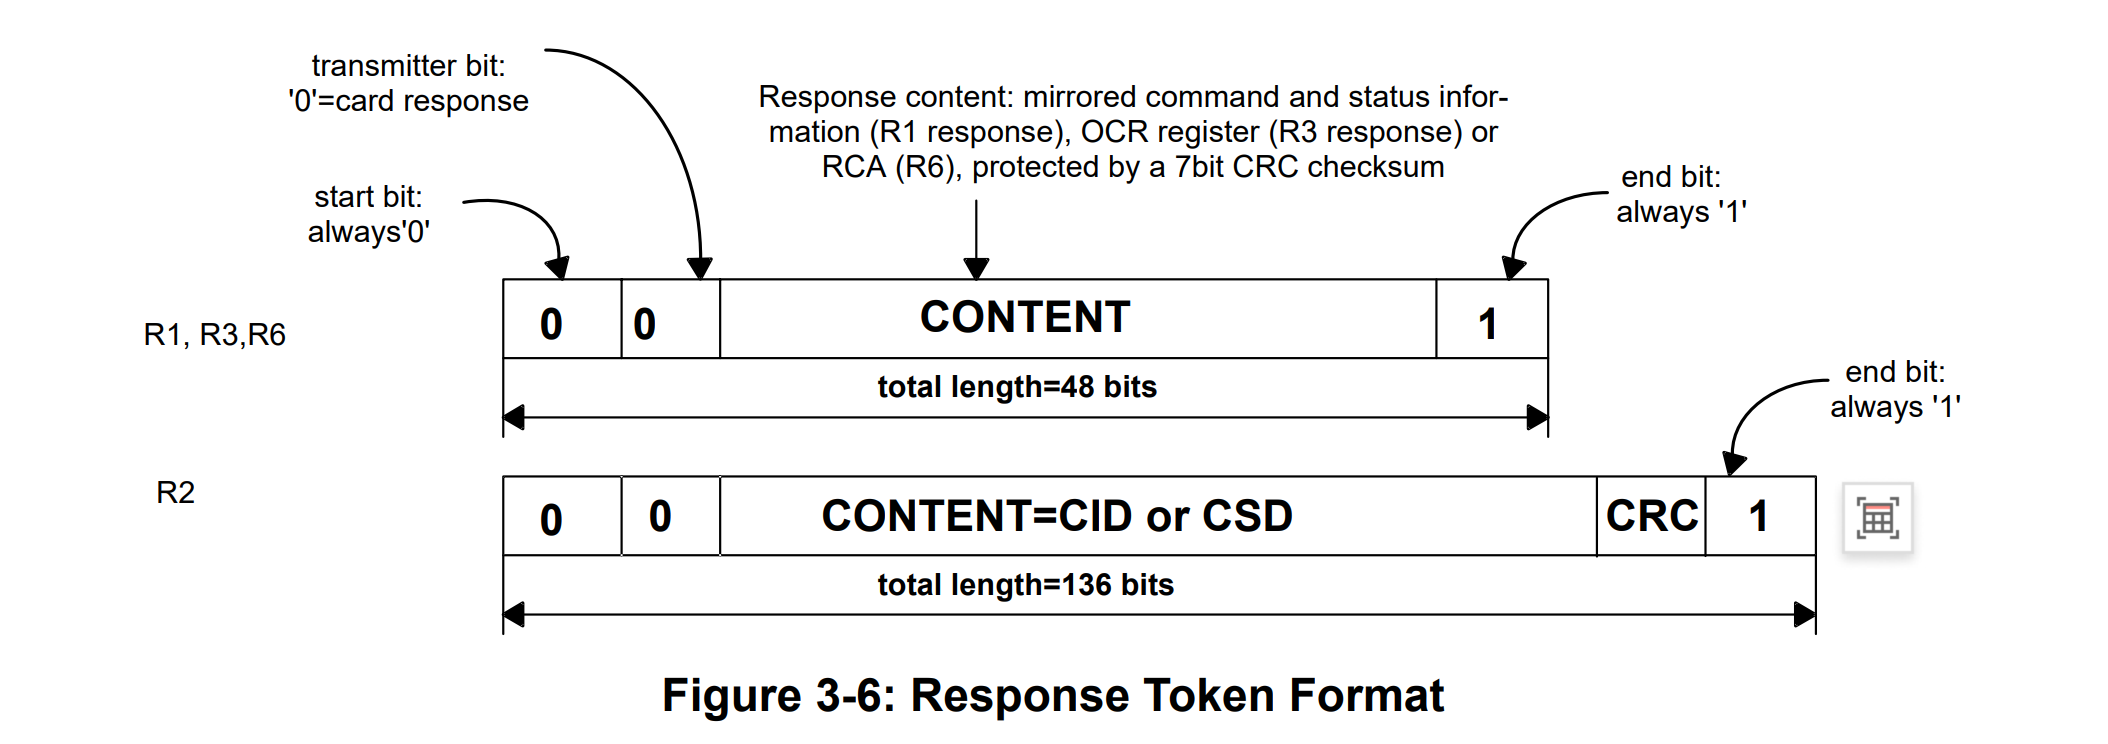 transmitter bit:
'0'=card response
Response content: mirrored command and status infor-
mation (R1 response), OCR register (R3 response) or
RCA (R6), protected by a 7bit CRC checksum
start bit:
always'0'
end bit:
always '1'
R1, R3,R6
0 0 CONTENT 1
total length=48 bits
end bit:
always '1'
R2
0 0 CONTENT=CID or CSD CRC 1
total length=136 bits
Figure 3-6: Response Token Format